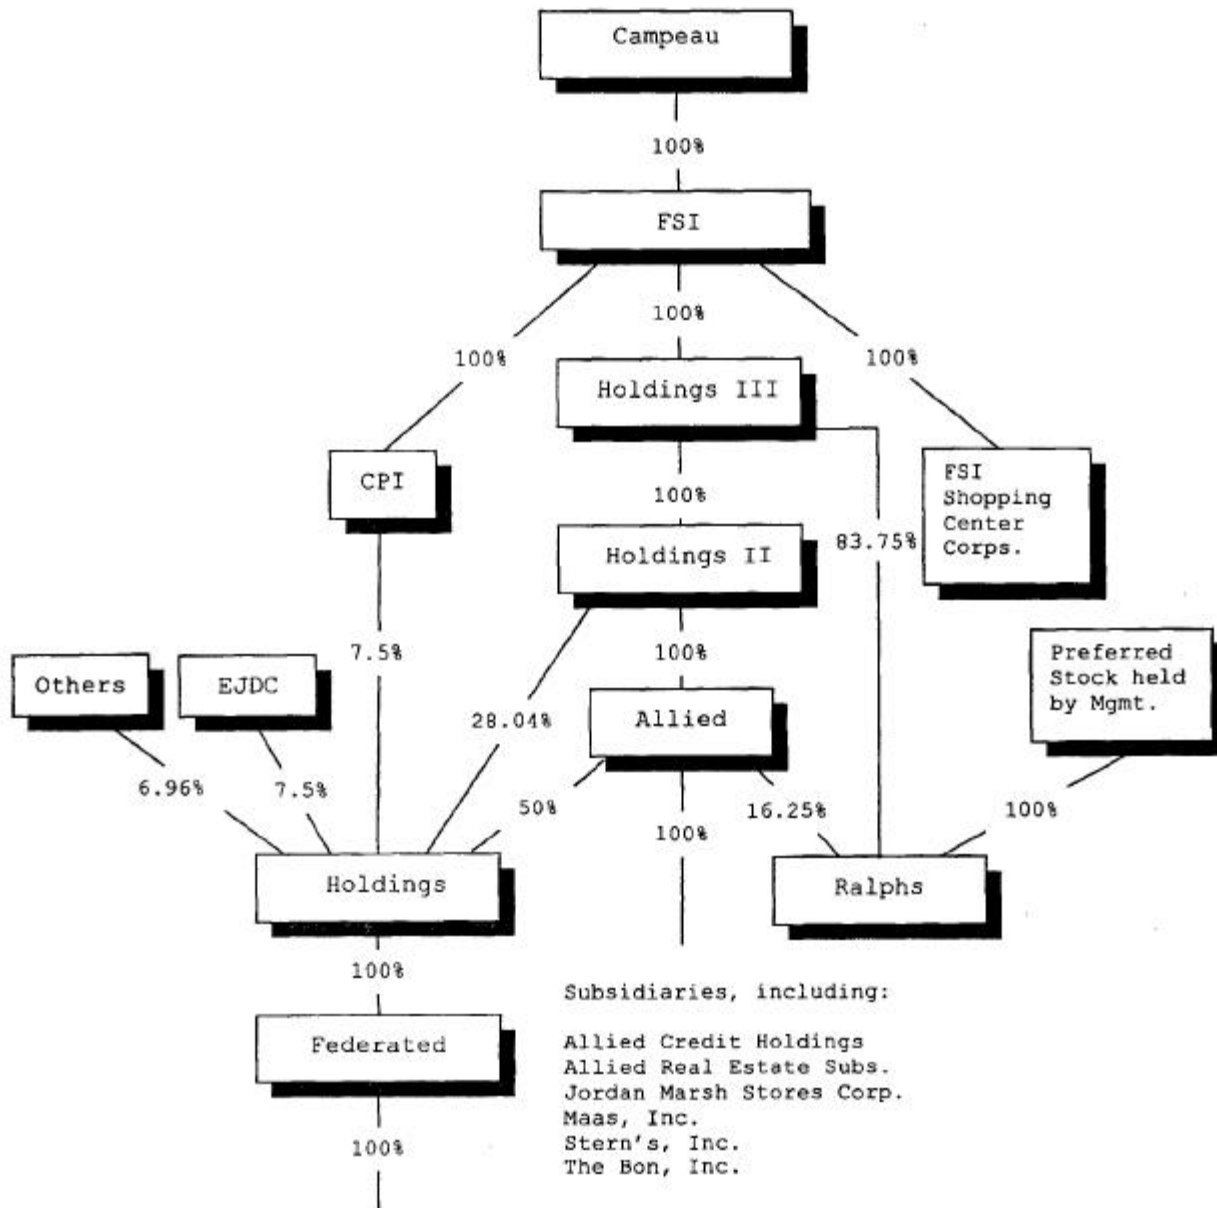 Campeau
100%
FSI
100%
100%
100%
Holdings III
CPI
FSI
Shopping
Center
Corps.
100%
83.75%
Holdings II
7.5%
100%
Others
EJDC
Preferred
Stock held
by Mgmt.
28.04%
Allied
6.96%
7.5%
50%
16.25%
100%
100%
Holdings
Ralphs
100%
Subsidiaries, including:
Federated
Allied Credit Holdings
Allied Real Estate Subs.
Jordan Marsh Stores Corp.
Maas, Inc.
Stern's, Inc.
The Bon, Inc.
100%